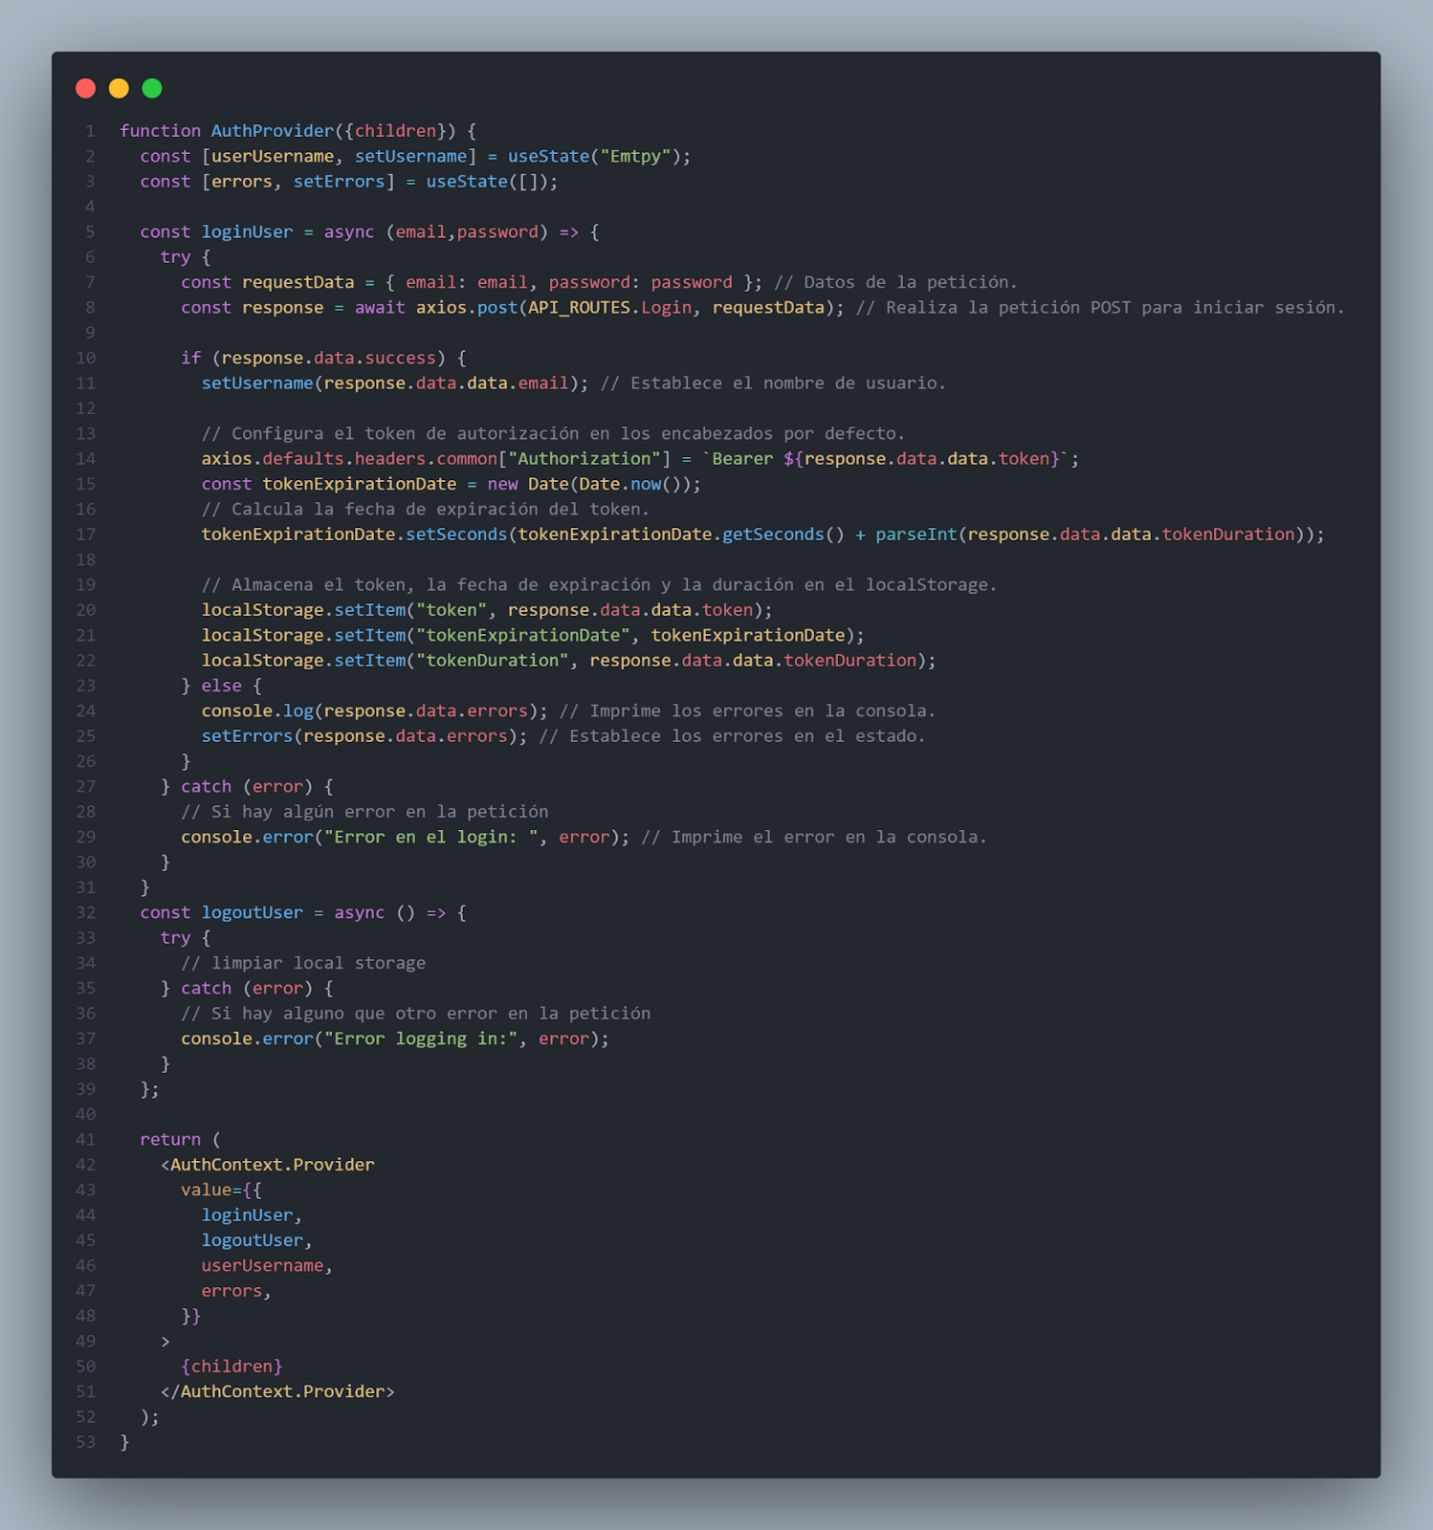 1 function AuthProvider({children}) {
2   const [userUsername, setUsername] = useState("Emtpy");
3   const [errors, setErrors] = useState([]);
4
5   const loginUser = async (email,password) => {
6     try {
7       const requestData = { email: email, password: password }; // Datos de la petición.
8       const response = await axios.post(API_ROUTES.Login, requestData); // Realiza la petición POST para iniciar sesión.
9
10       if (response.data.success) {
11         setUsername(response.data.data.email); // Establece el nombre de usuario.
12
13         // Configura el token de autorización en los encabezados por defecto.
14         axios.defaults.headers.common["Authorization"] = `Bearer ${response.data.data.token}`;
15         const tokenExpirationDate = new Date(Date.now());
16         // Calcula la fecha de expiración del token.
17         tokenExpirationDate.setSeconds(tokenExpirationDate.getSeconds() + parseInt(response.data.data.tokenDuration));
18
19         // Almacena el token, la fecha de expiración y la duración en el localStorage.
20         localStorage.setItem("token", response.data.data.token);
21         localStorage.setItem("tokenExpirationDate", tokenExpirationDate);
22         localStorage.setItem("tokenDuration", response.data.data.tokenDuration);
23       } else {
24         console.log(response.data.errors); // Imprime los errores en la consola.
25         setErrors(response.data.errors); // Establece los errores en el estado.
26       }
27     } catch (error) {
28       // Si hay algún error en la petición
29       console.error("Error en el login: ", error); // Imprime el error en la consola.
30     }
31   }
32   const logoutUser = async () => {
33     try {
34       // limpiar local storage
35     } catch (error) {
36       // Si hay alguno que otro error en la petición
37       console.error("Error logging in:", error);
38     }
39   };
40
41   return (
42     <AuthContext.Provider
43       value={{
44         loginUser,
45         logoutUser,
46         userUsername,
47         errors,
48       }}
49     >
50       {children}
51     </AuthContext.Provider>
52   );
53 }